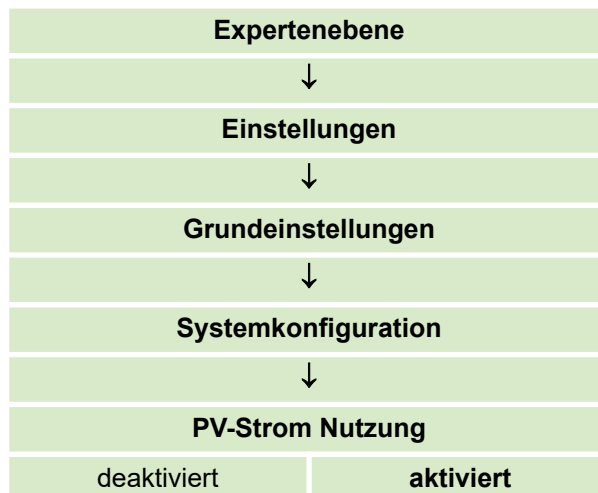 Expertenebene
↓
Einstellungen
↓
Grundeinstellungen
↓
Systemkonfiguration
↓
PV-Strom Nutzung
deaktiviert aktiviert